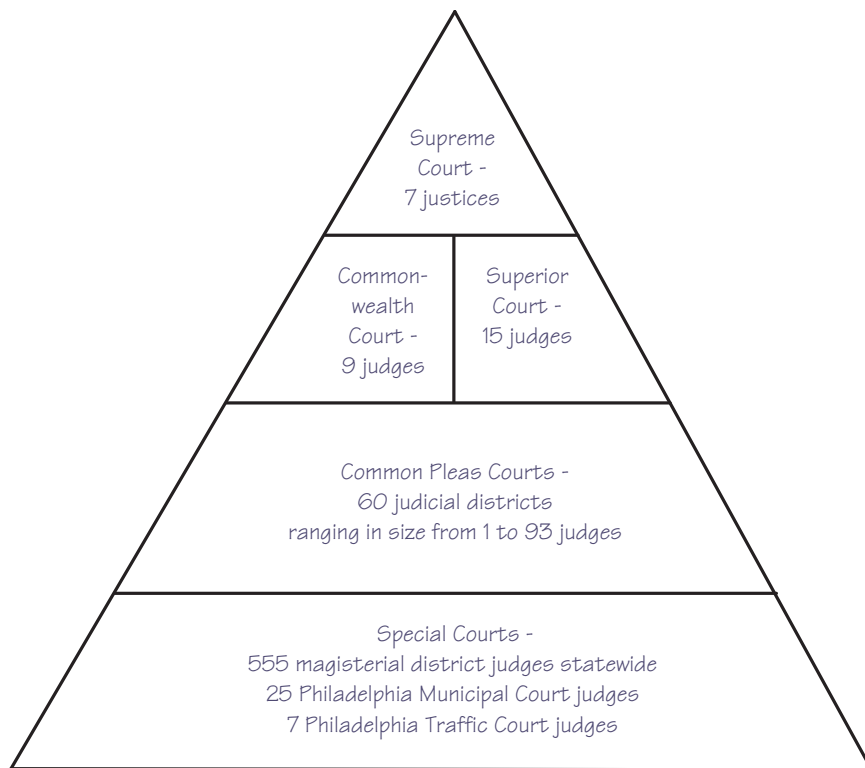 Supreme
Court -
7 justices
Common-
wealth
Court -
9 judges
Superior
Court -
15 judges
Common Pleas Courts -
60 judicial districts
ranging in size from 1 to 93 judges
Special Courts -
555 magisterial district judges statewide
25 Philadelphia Municipal Court judges
7 Philadelphia Traffic Court judges